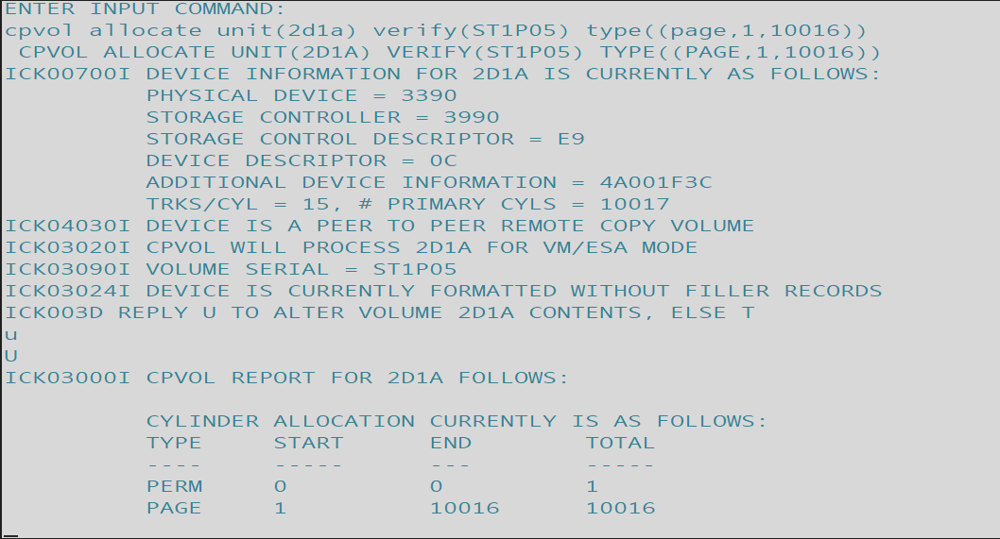 ENTER INPUT COMMAND:
cpvol allocate unit(2d1a) verify(ST1P05) type((page,1,10016))
CPVOL ALLOCATE UNIT(2D1A) VERIFY(ST1P05) TYPE((PAGE,1,10016))
ICK00700I DEVICE INFORMATION FOR 2D1A IS CURRENTLY AS FOLLOWS:
PHYSICAL DEVICE = 3390
STORAGE CONTROLLER = 3990
STORAGE CONTROL DESCRIPTOR = E9
DEVICE DESCRIPTOR = 0C
ADDITIONAL DEVICE INFORMATION = 4A001F3C
TRKS/CYL = 15, # PRIMARY CYLS = 10017
ICK04030I DEVICE IS A PEER TO PEER REMOTE COPY VOLUME
ICK03020I CPVOL WILL PROCESS 2D1A FOR VM/ESA MODE
ICK03090I VOLUME SERIAL = ST1P05
ICK03024I DEVICE IS CURRENTLY FORMATTED WITHOUT FILLER RECORDS
ICK003D REPLY U TO ALTER VOLUME 2D1A CONTENTS, ELSE T
u
U
ICK03000I CPVOL REPORT FOR 2D1A FOLLOWS:
CYLINDER ALLOCATION CURRENTLY IS AS FOLLOWS:
TYPE START END TOTAL
---- ----- --- -----
PERM 0 0 1
PAGE 1 10016 10016